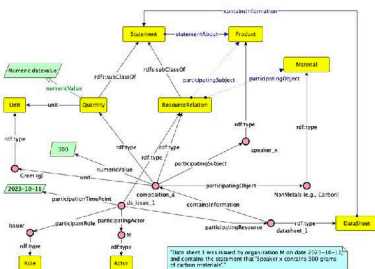 containsInformation
Statement
statementAbout
Product
Material
Numeric datavalue
rdfs:subClassOf
rdfs:subClassOf
participatingSubject
participatingObject
numericValue
Unit
unit
Quantity
ResourceRelation
rdf:type
rdf:type
rdf:type
rdf:type
rdf:type
300
numericValue
participatingSubject
speaker_x
Gram (g)
unit
composition_a
participatingObject
NonMetals (e.g., Carbon)
2023-10-11
participationTimePoint
ds_issuer_1
containsInformation
issuer
participantRole
participatingActor
M
participatingResource
datasheet_1
rdf:type
DataSheet
rdf:type
rdf:type
Role
Actor
"Data sheet 1 was issued by organisation M on date 2023-10-11,
and contains the statement that "speaker x contains 300 grams
of carbon materials"."